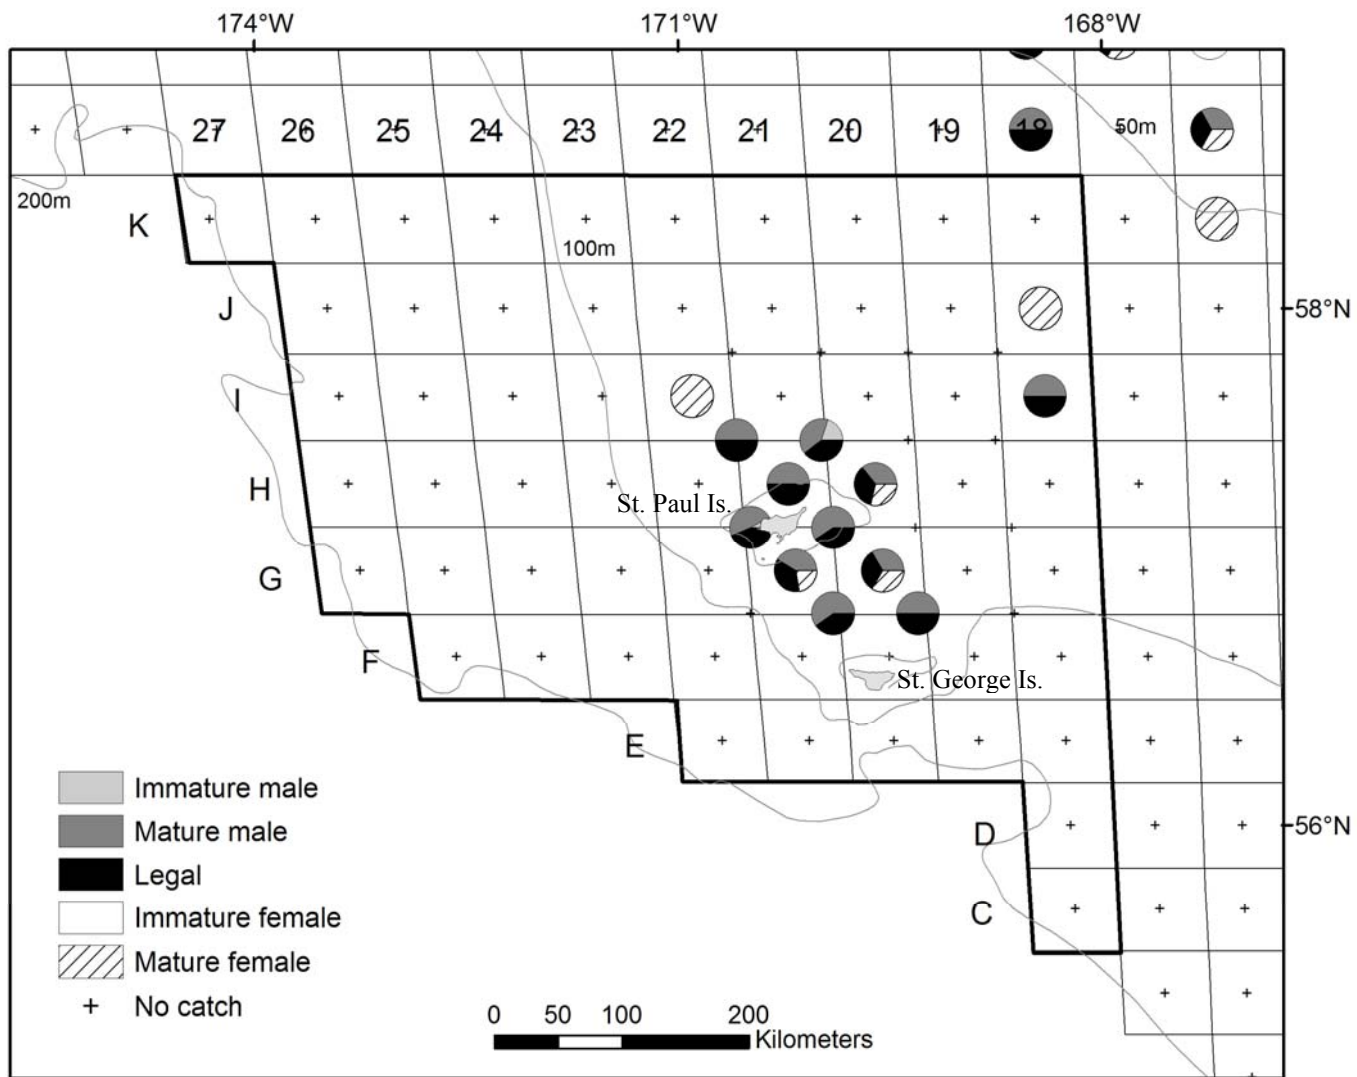 174°W 171°W 168°W
27 26 25 24 23 22 21 20 19 18 50m
200m
K
100m
J
58°N
I
H
St. Paul Is.
G
F
St. George Is.
E
Immature male
Mature male
D
56°N
Legal
C
Immature female
Mature female
No catch
0 50 100 200
Kilometers